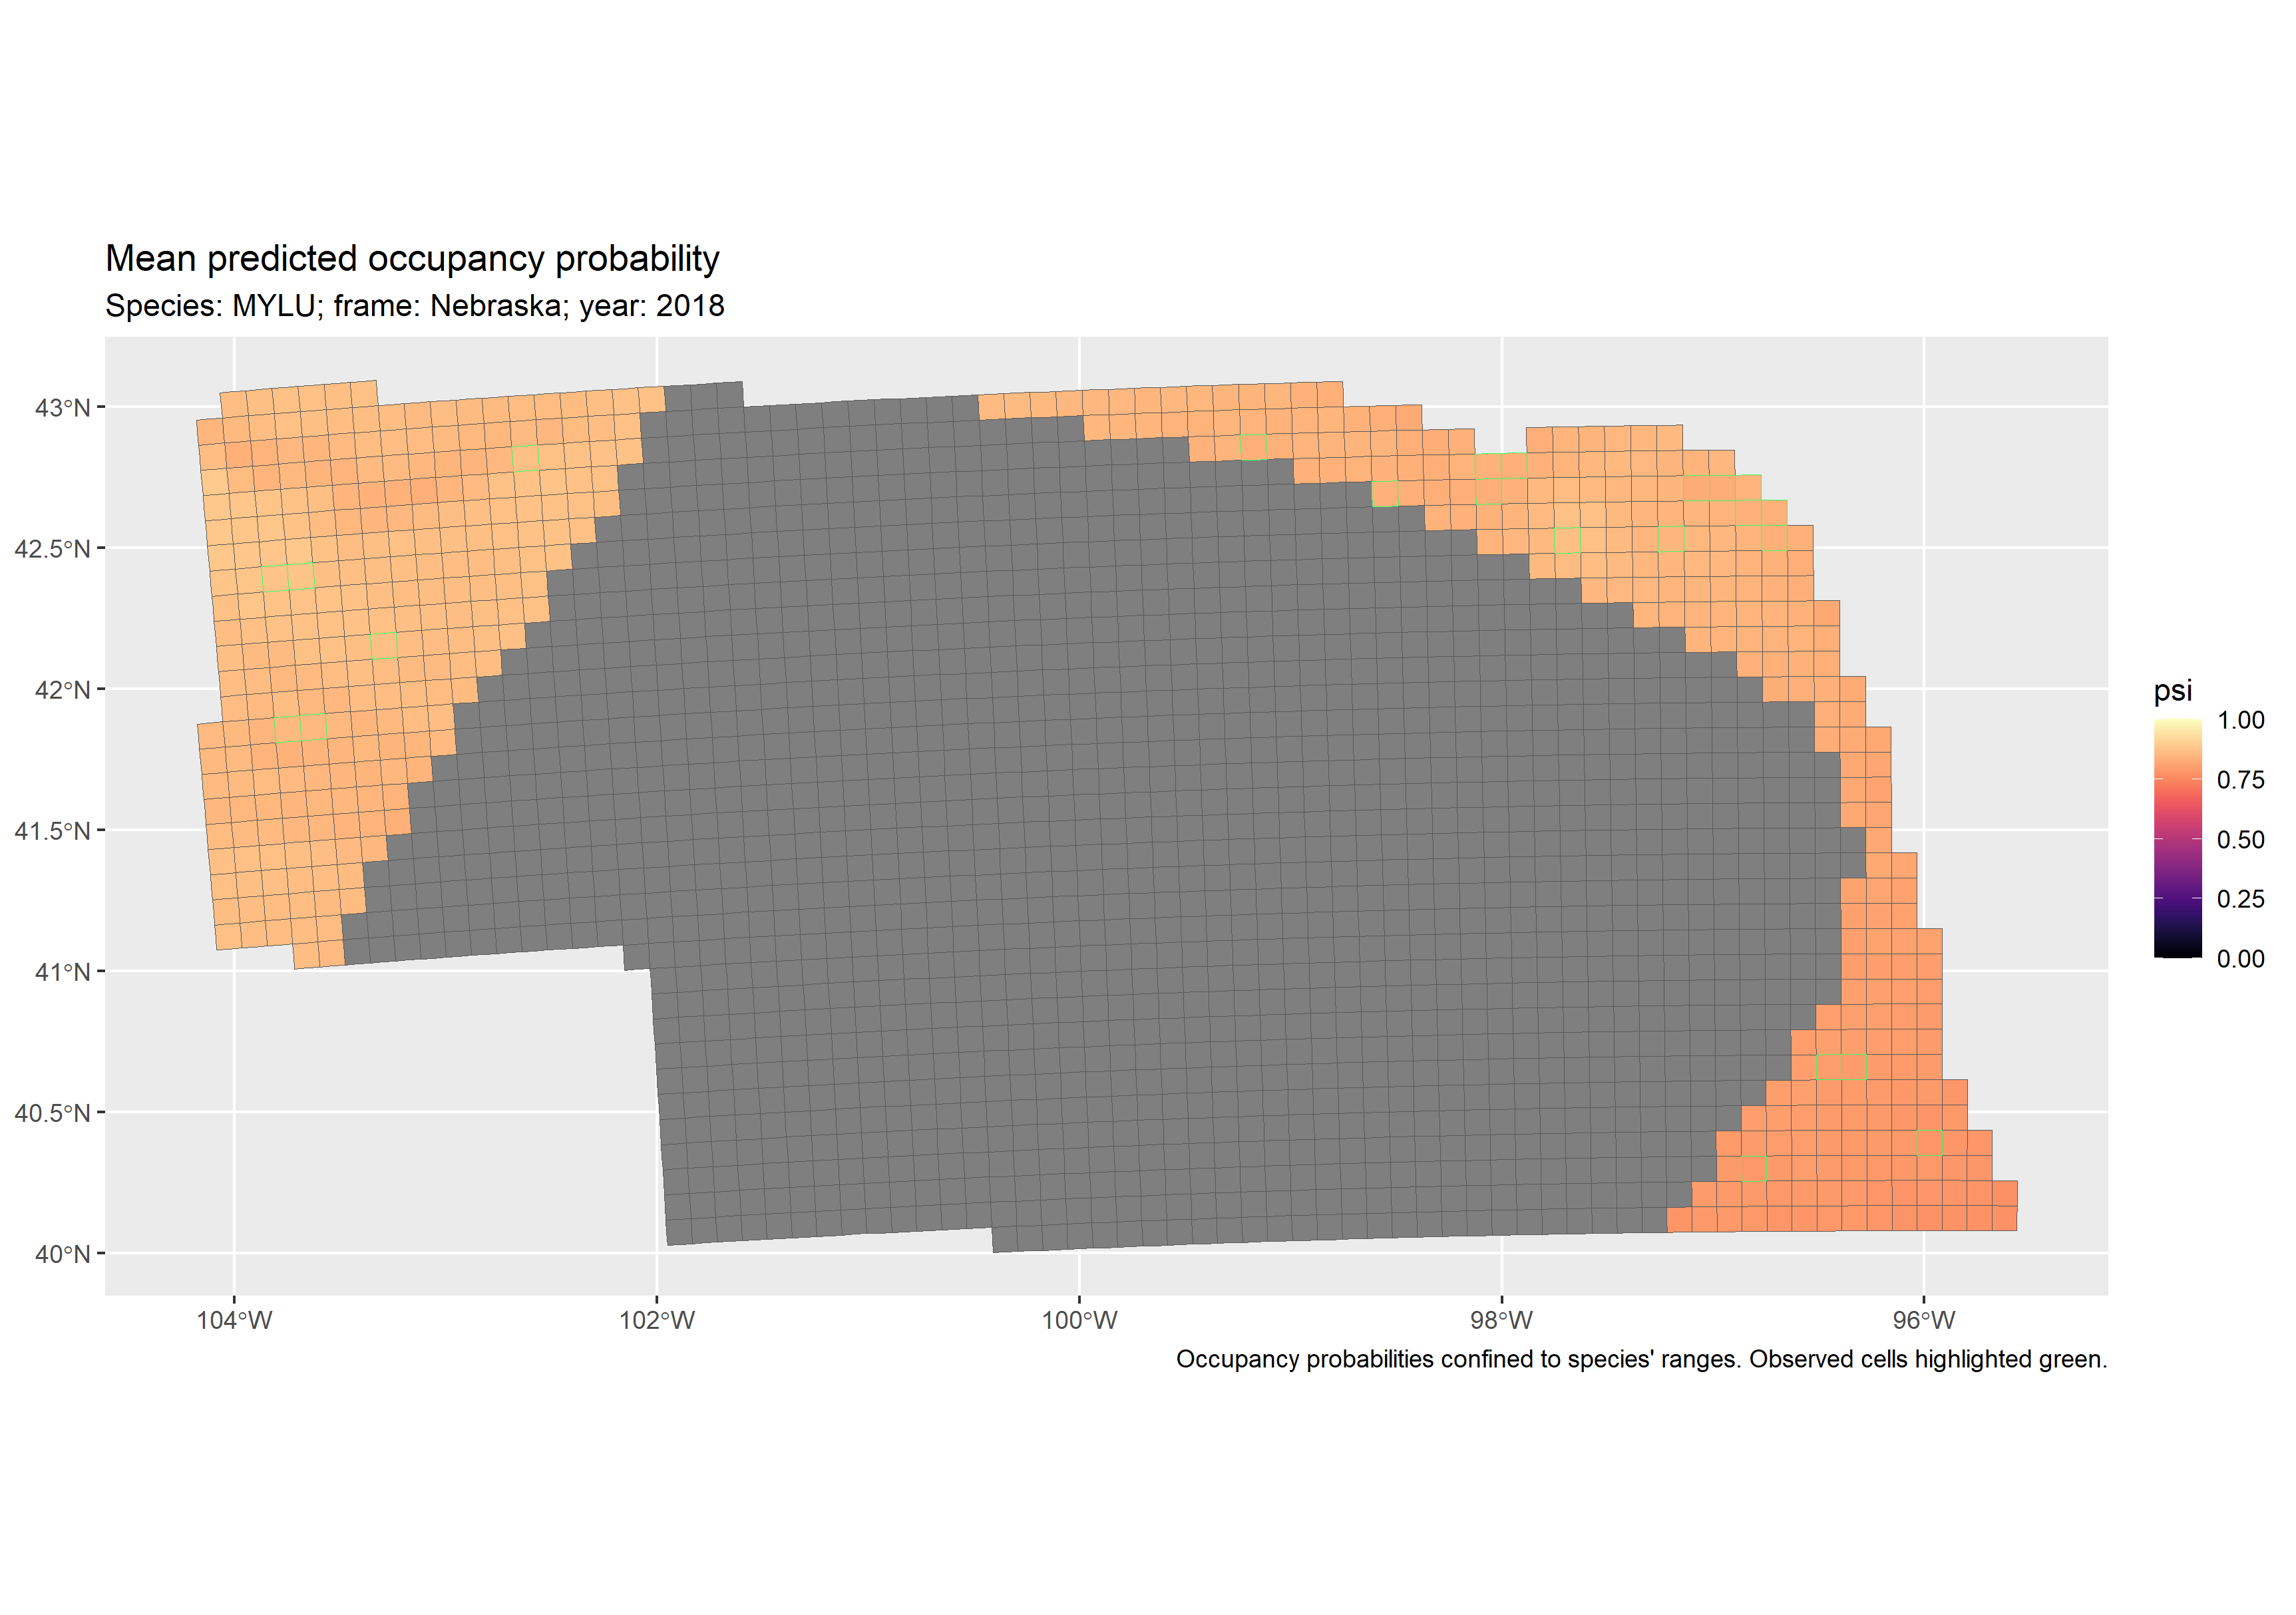 Mean predicted occupancy probability
Species: MYLU; frame: Nebraska; year: 2018
43°N
42.5°N
42°N
41.5°N
41°N
40.5°N
40°N
104°W
102°W
100°W
98°W
96°W
psi
1.00
0.75
0.50
0.25
0.00
Occupancy probabilities confined to species' ranges. Observed cells highlighted green.